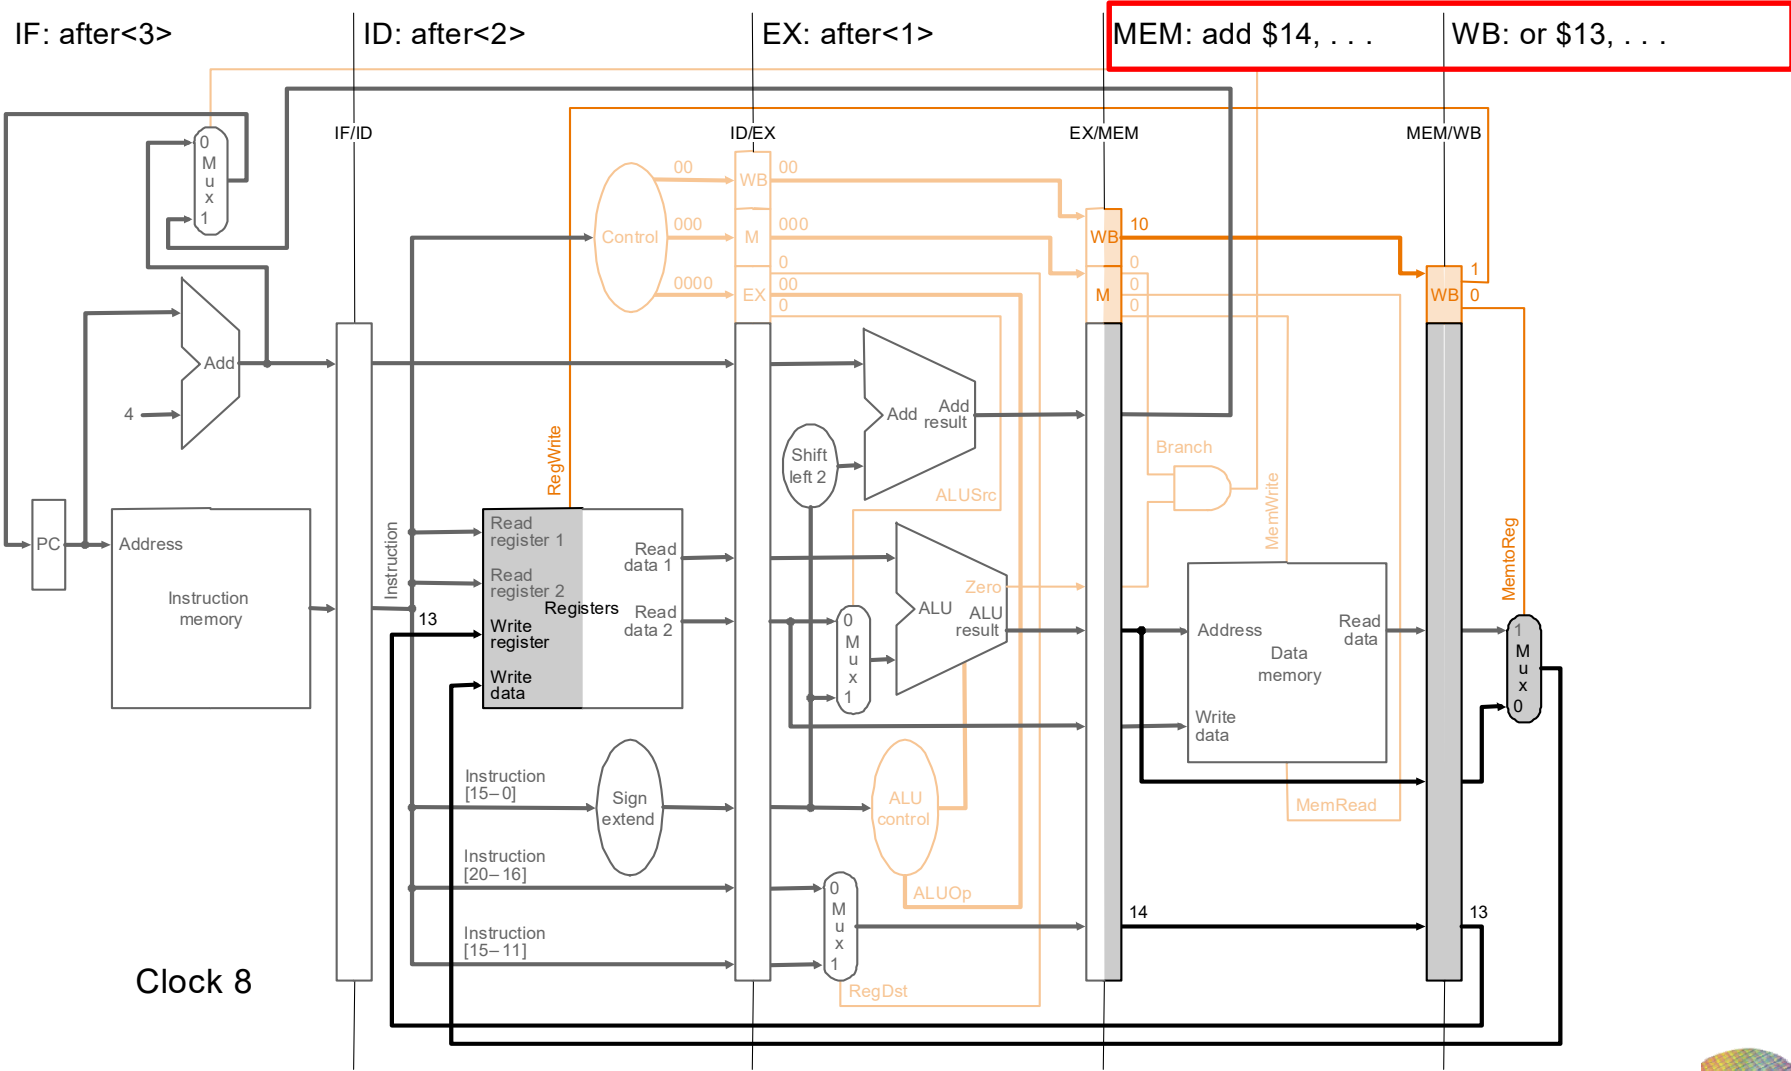 IF: after<3>
ID: after<2>
EX: after<1>
MEM: add $14, . . .
WB: or $13, . . .
IF/ID
ID/EX
EX/MEM
MEM/WB
0
M
u
x
1
Control
00
000
0000
WB
M
EX
00
000
0
00
0
WB
M
10
0
0
0
WB
1
0
Add
4
RegWrite
Add
Add
result
Shift
left 2
ALUSrc
Branch
MemWrite
MemtoReg
PC
Address
Instruction
memory
Instruction
13
Read
register 1
Read
register 2
Registers
Write
register
Write
data
Read
data 1
Read
data 2
0
M
u
x
1
Zero
ALU
ALU
result
Address
Read
data
Data
memory
Write
data
1
M
u
x
0
MemRead
Instruction
[15–0]
Sign
extend
ALU
control
Instruction
[20–16]
ALUOp
0
M
u
x
1
14
13
Instruction
[15–11]
RegDst
Clock 8